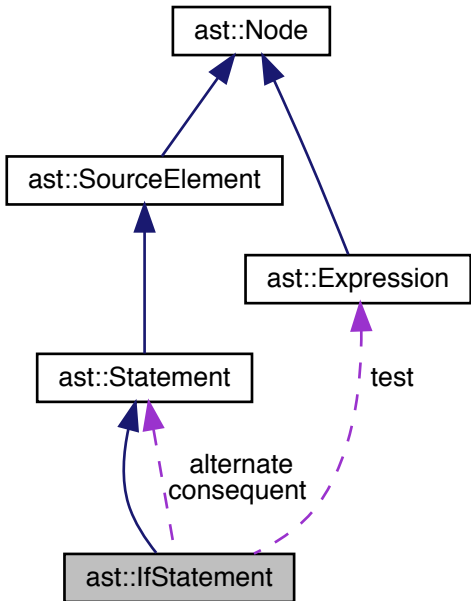 ast::Node
ast::SourceElement
ast::Expression
ast::Statement
test
alternate
consequent
ast::IfStatement